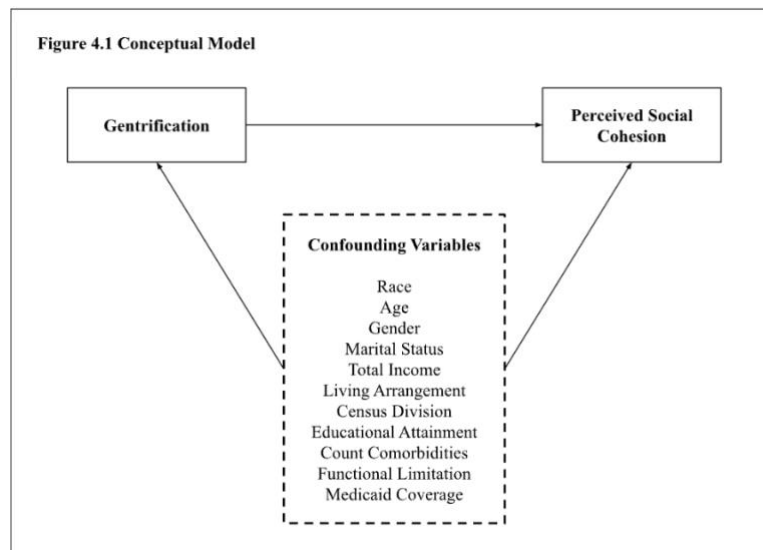 Figure 4.1 Conceptual Model
Gentrification
Perceived Social
Cohesion
Confounding Variables
Race
Age
Gender
Marital Status
Total Income
Living Arrangement
Census Division
Educational Attainment
Count Comorbidities
Functional Limitation
Medicaid Coverage